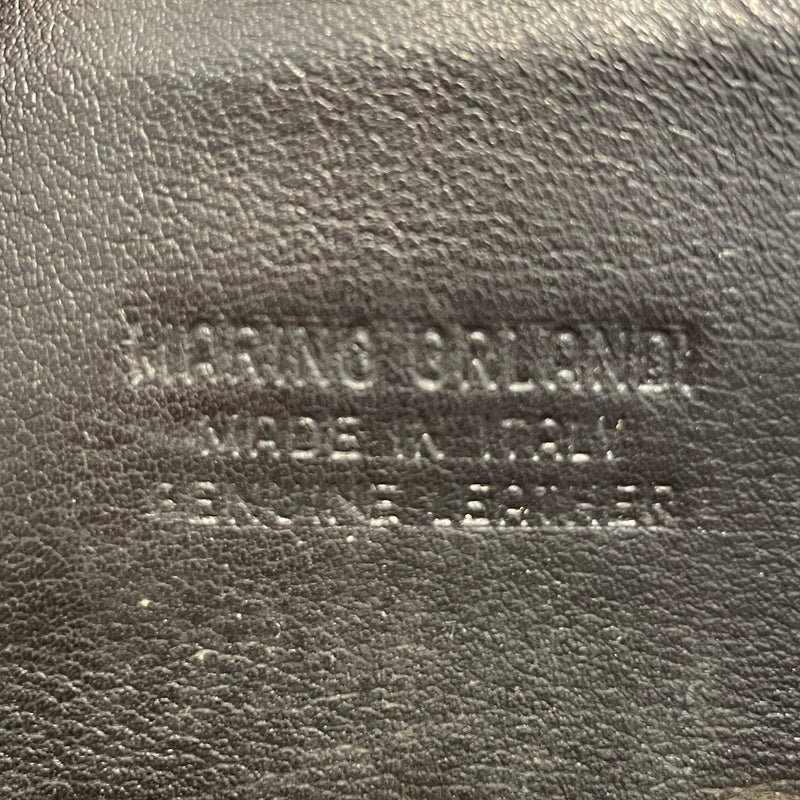 MARINO ORLANDI
MADE IN ITALY
GENUINE LEATHER